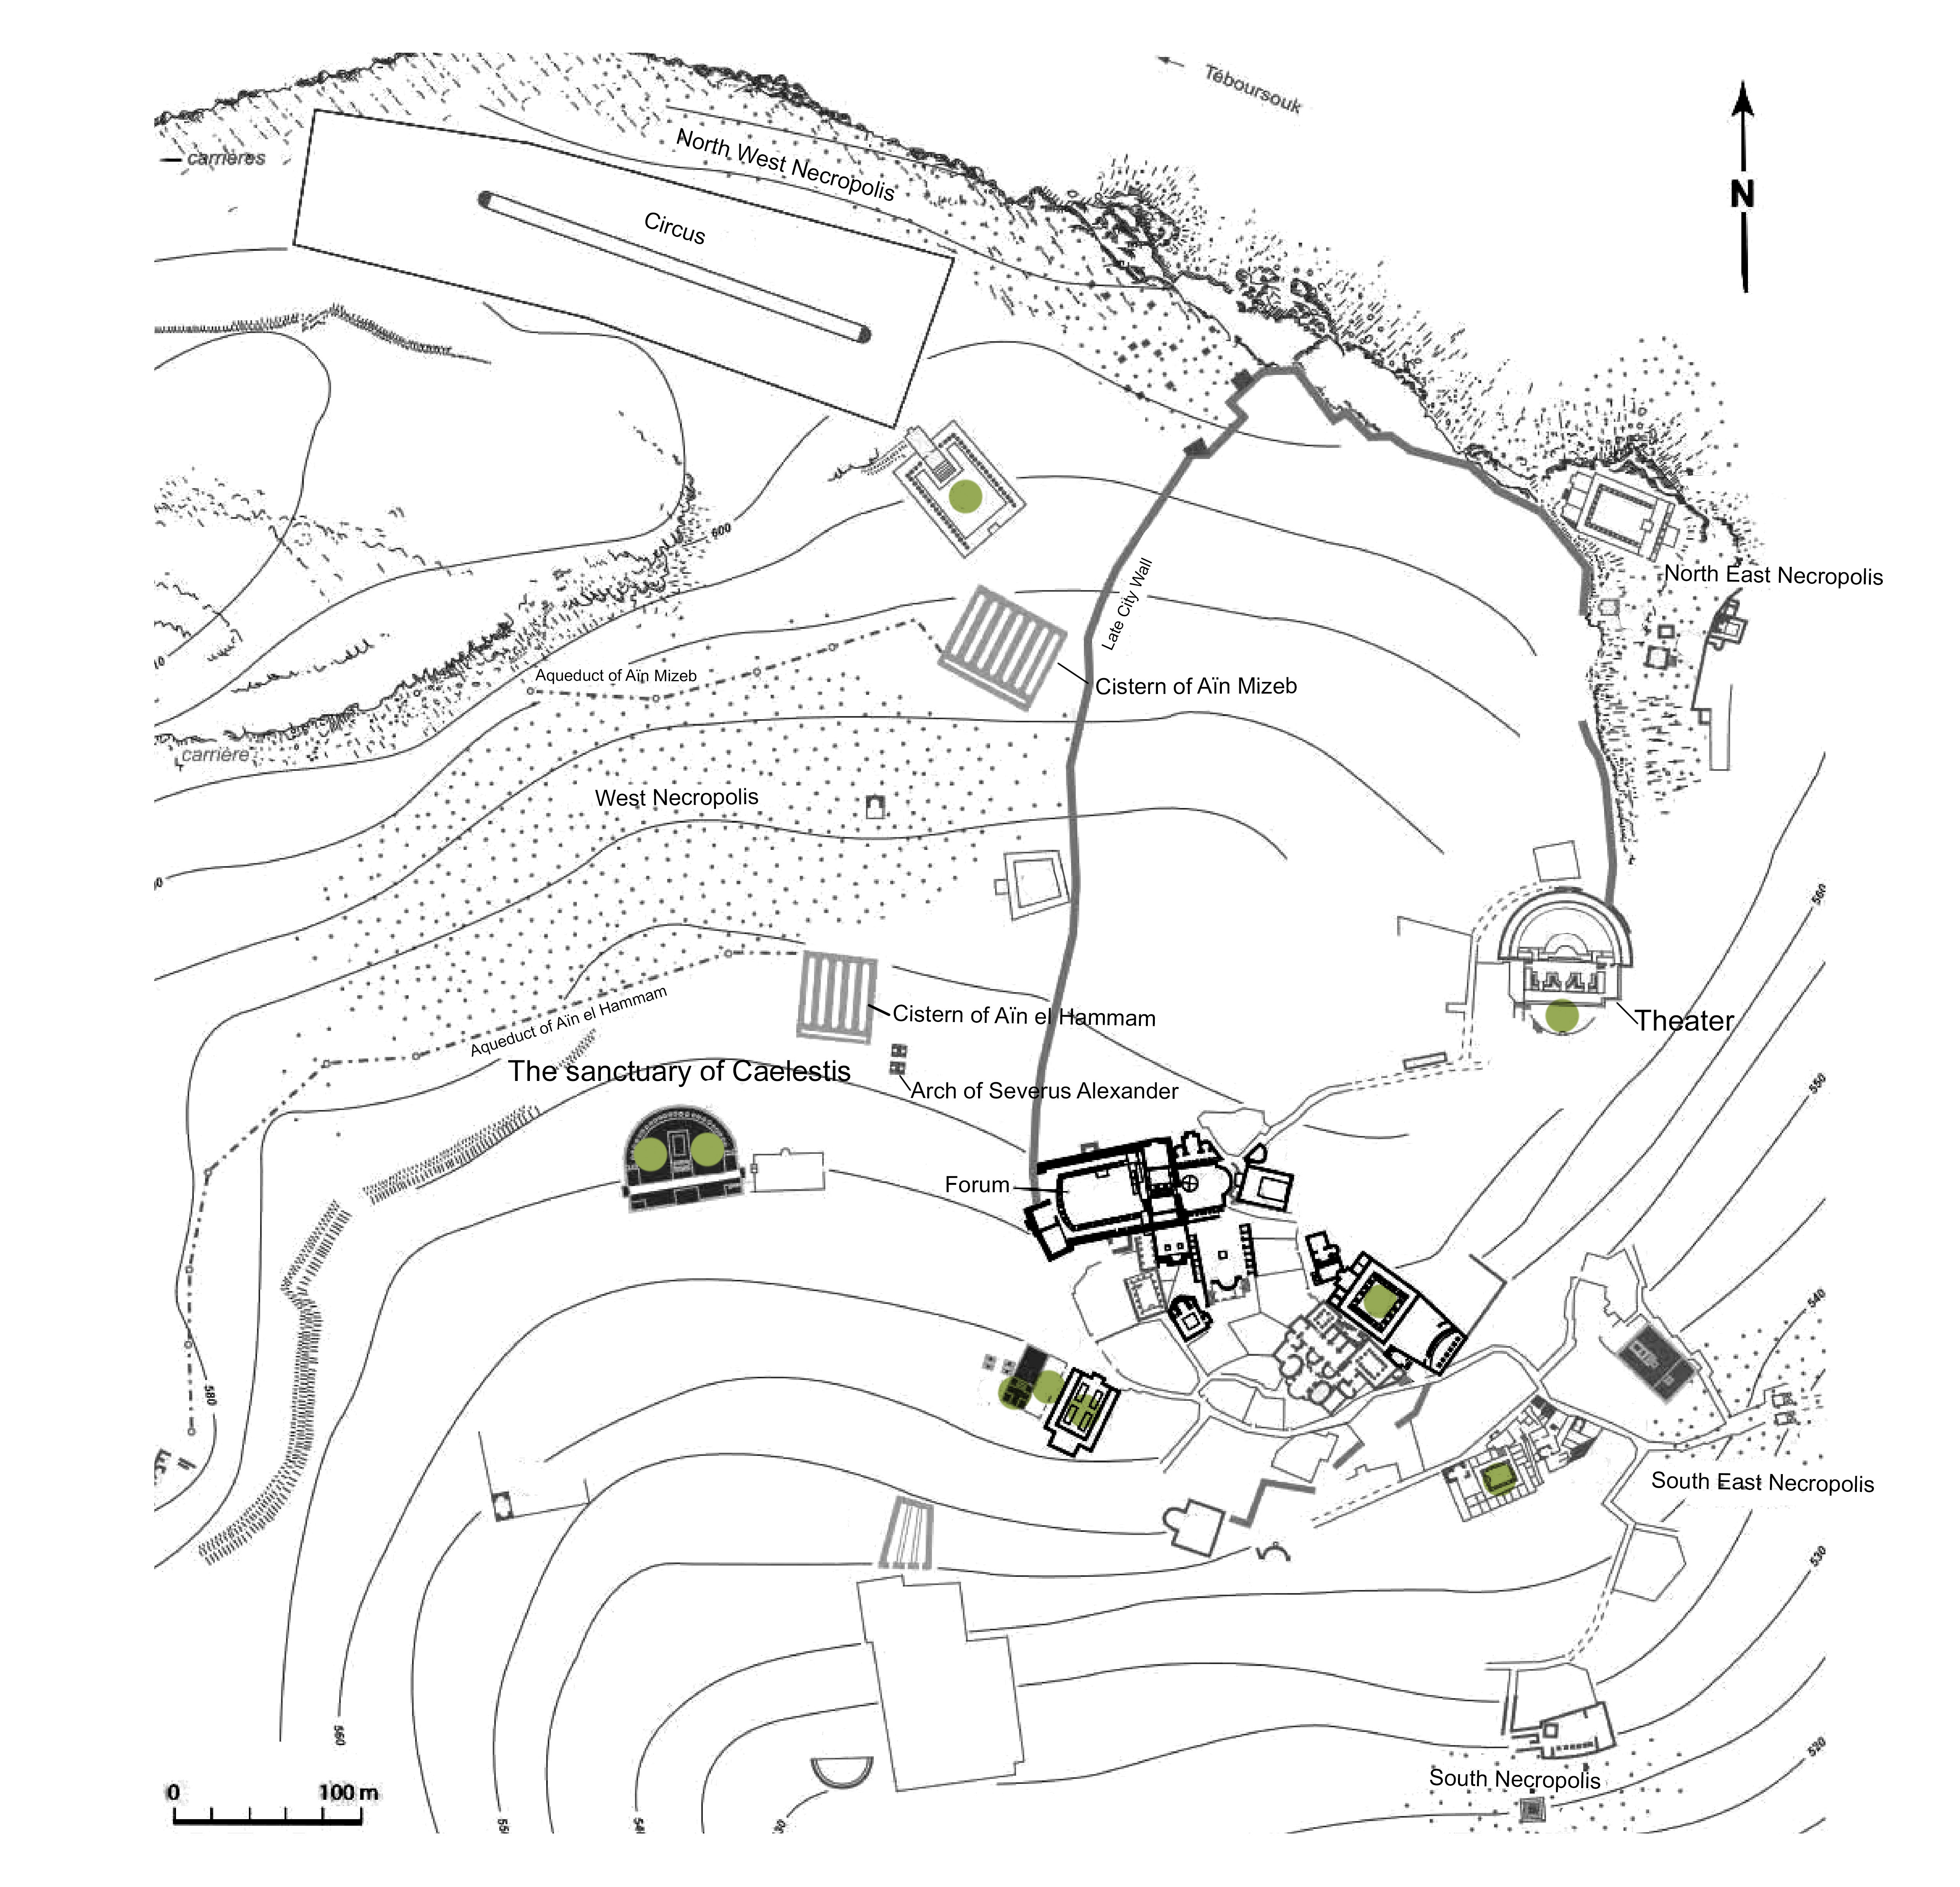 Téboursouk
carrières
North West Necropolis
N
Circus
600
North East Necropolis
Late City Wall
10
Aqueduct of Aïn Mizeb
Cistern of Aïn Mizeb
carrière
West Necropolis
560
Aqueduct of Aïn el Hammam
Cistern of Aïn el Hammam
Theater
The sanctuary of Caelestis
Arch of Severus Alexander
550
Forum
540
580
South East Necropolis
530
560
520
South Necropolis
0 100 m